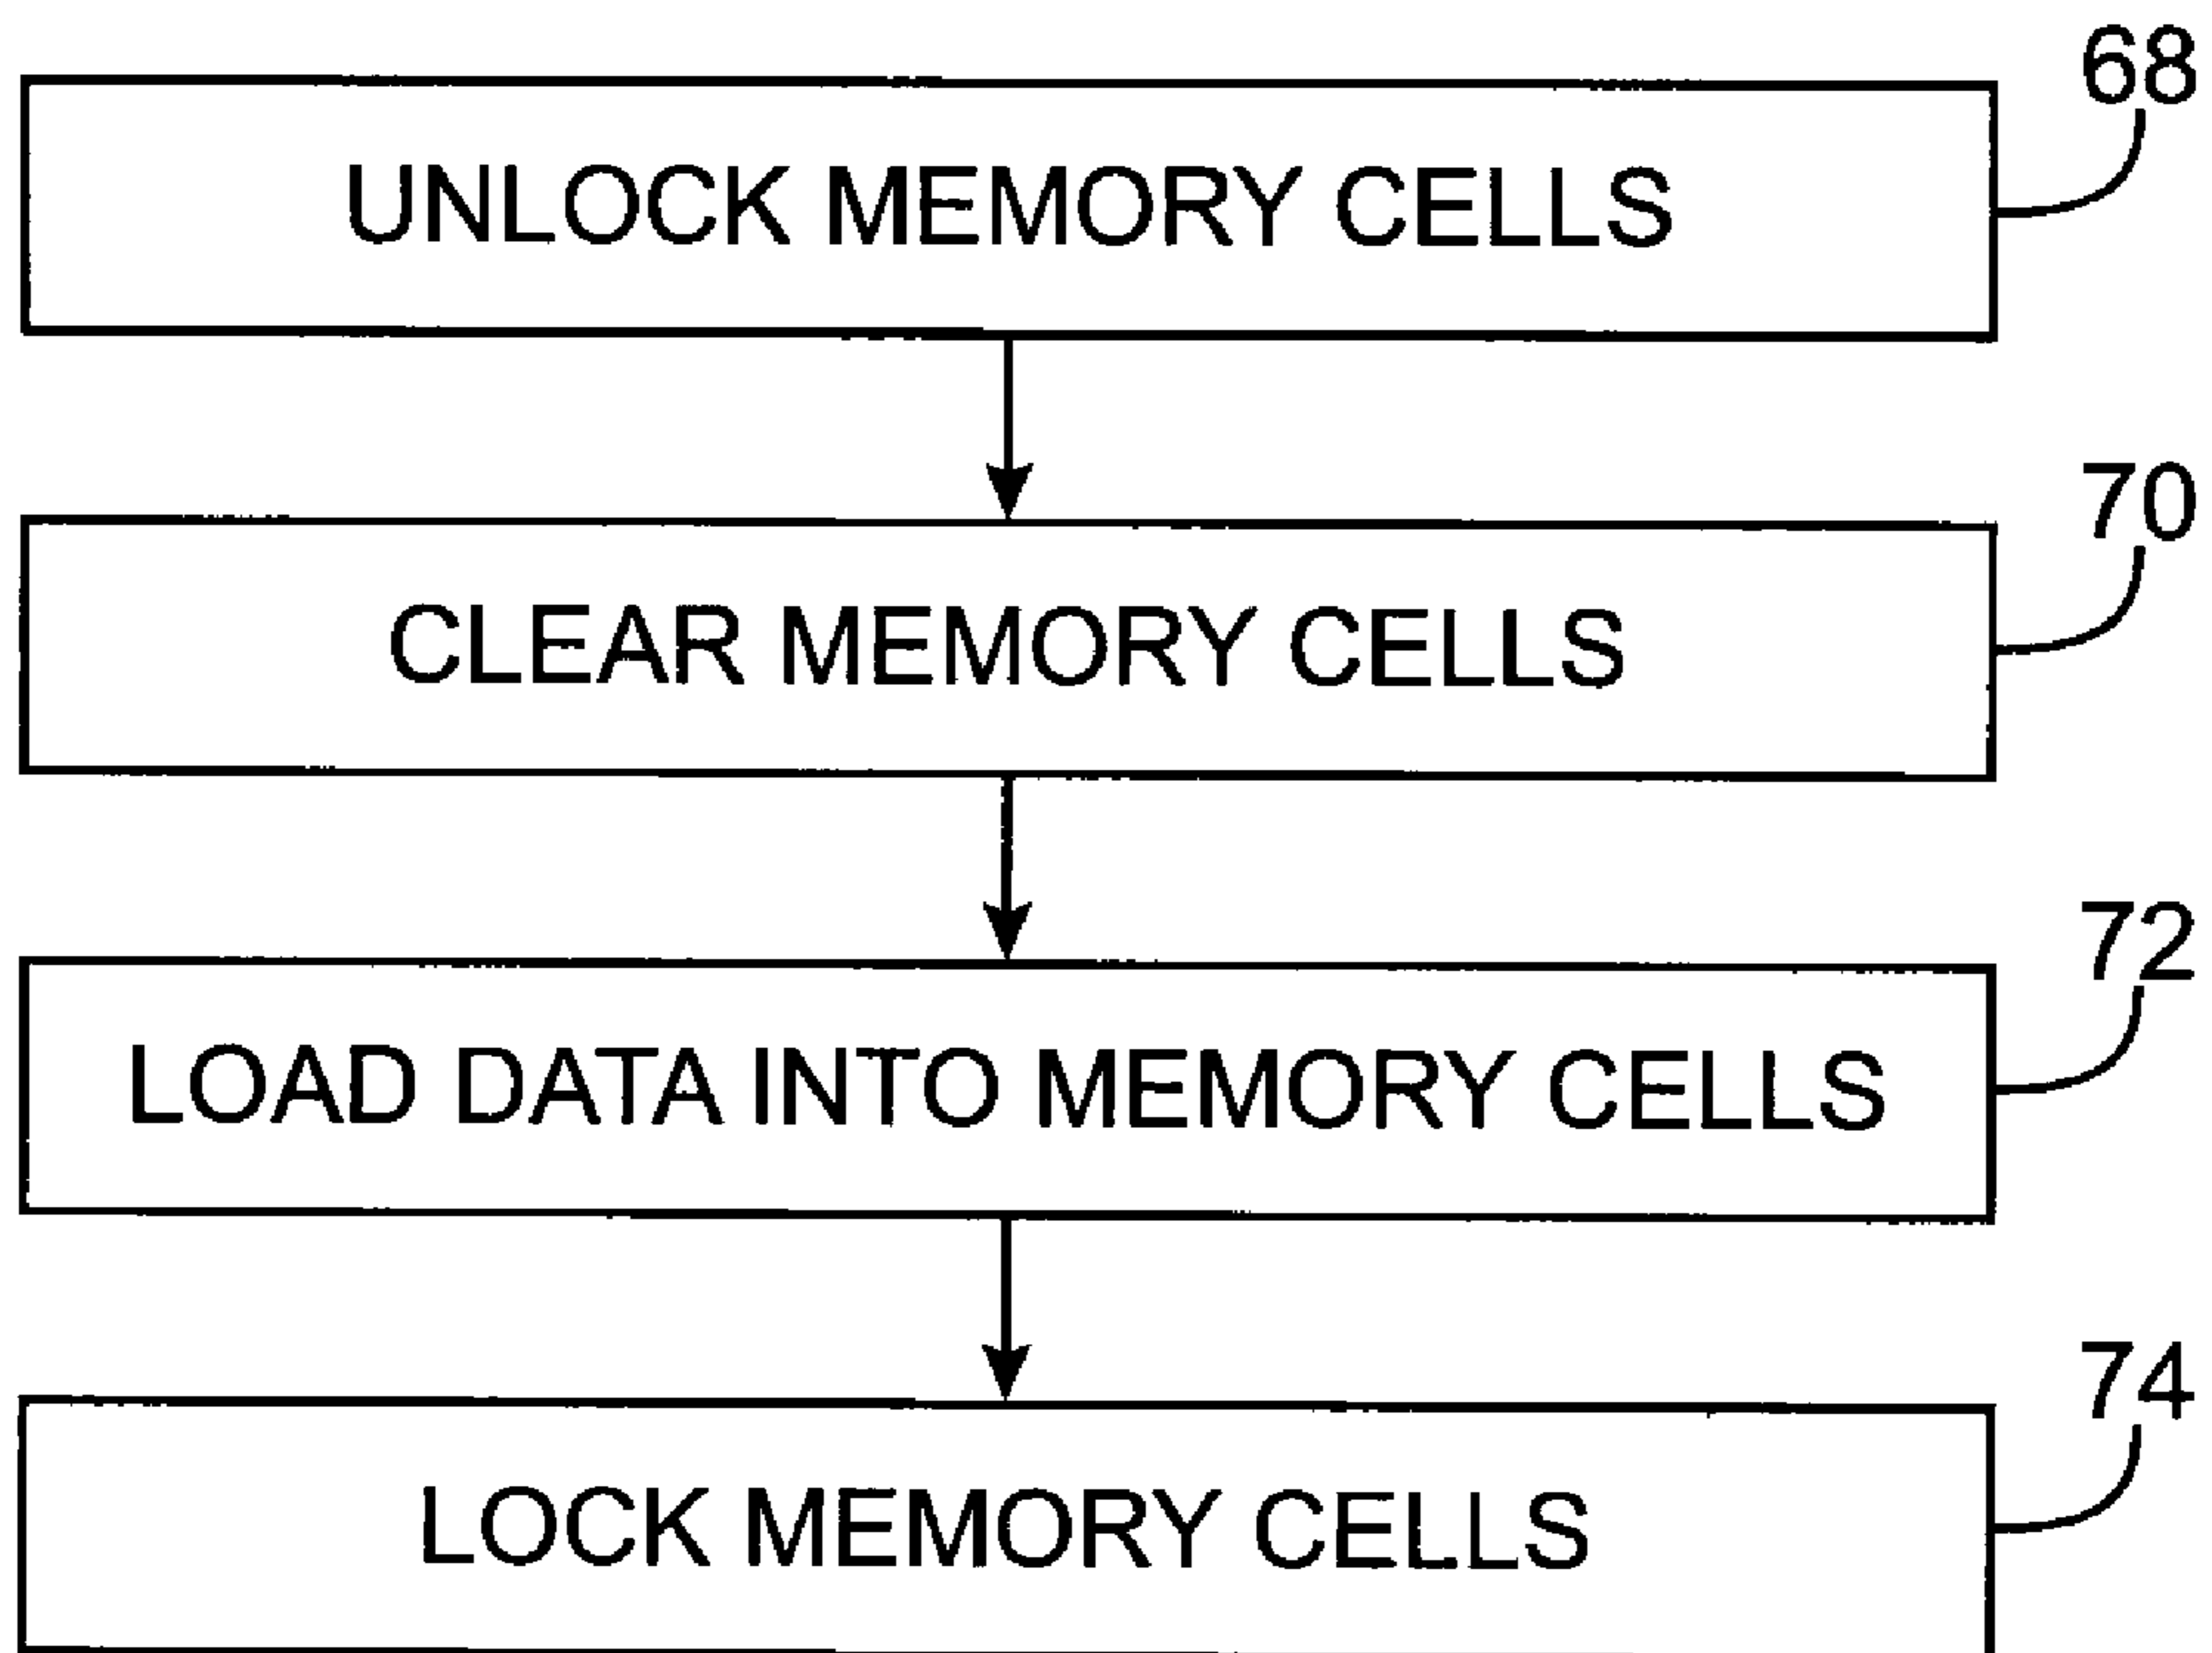 68
UNLOCK MEMORY CELLS
70
CLEAR MEMORY CELLS
72
LOAD DATA INTO MEMORY CELLS
74
LOCK MEMORY CELLS